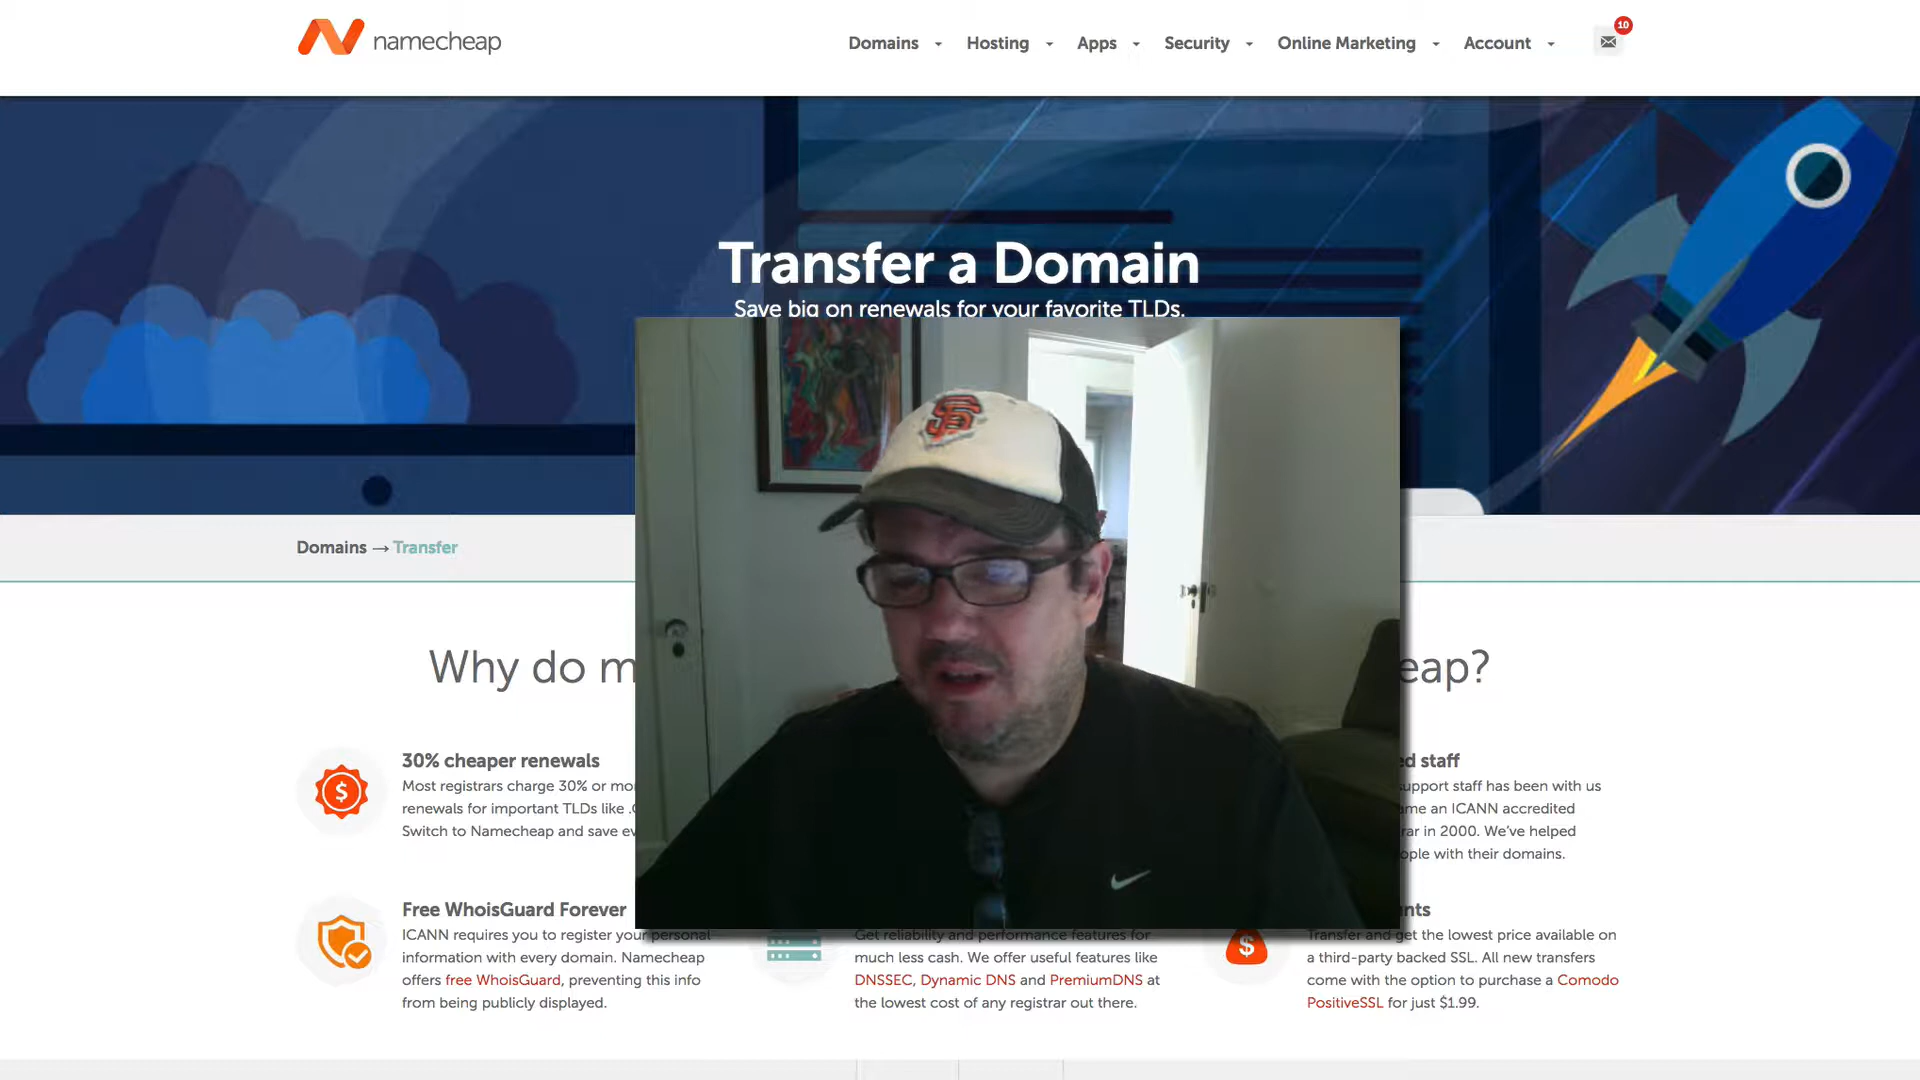 namecheap
Domains
Hosting
Apps
Security
Online Marketing
Account
10
Transfer a Domain
Save big on renewals for your favorite TLDs.
SF
Domains → Transfer
Why do m
eap?
30% cheaper renewals
Most registrars charge 30% or mo
renewals for important TLDs like .
Switch to Namecheap and save ev
ed staff
support staff has been with us
me an ICANN accredited
rar in 2000. We've helped
ople with their domains.
Free WhoisGuard Forever
ICANN requires you to register your personal
information with every domain. Namecheap
offers free WhoisGuard, preventing this info
from being publicly displayed.
Get reliability and performance features for
much less cash. We offer useful features like
DNSSEC, Dynamic DNS and PremiumDNS at
the lowest cost of any registrar out there.
nts
Transfer and get the lowest price available on
a third-party backed SSL. All new transfers
come with the option to purchase a Comodo
PositiveSSL for just $1.99.